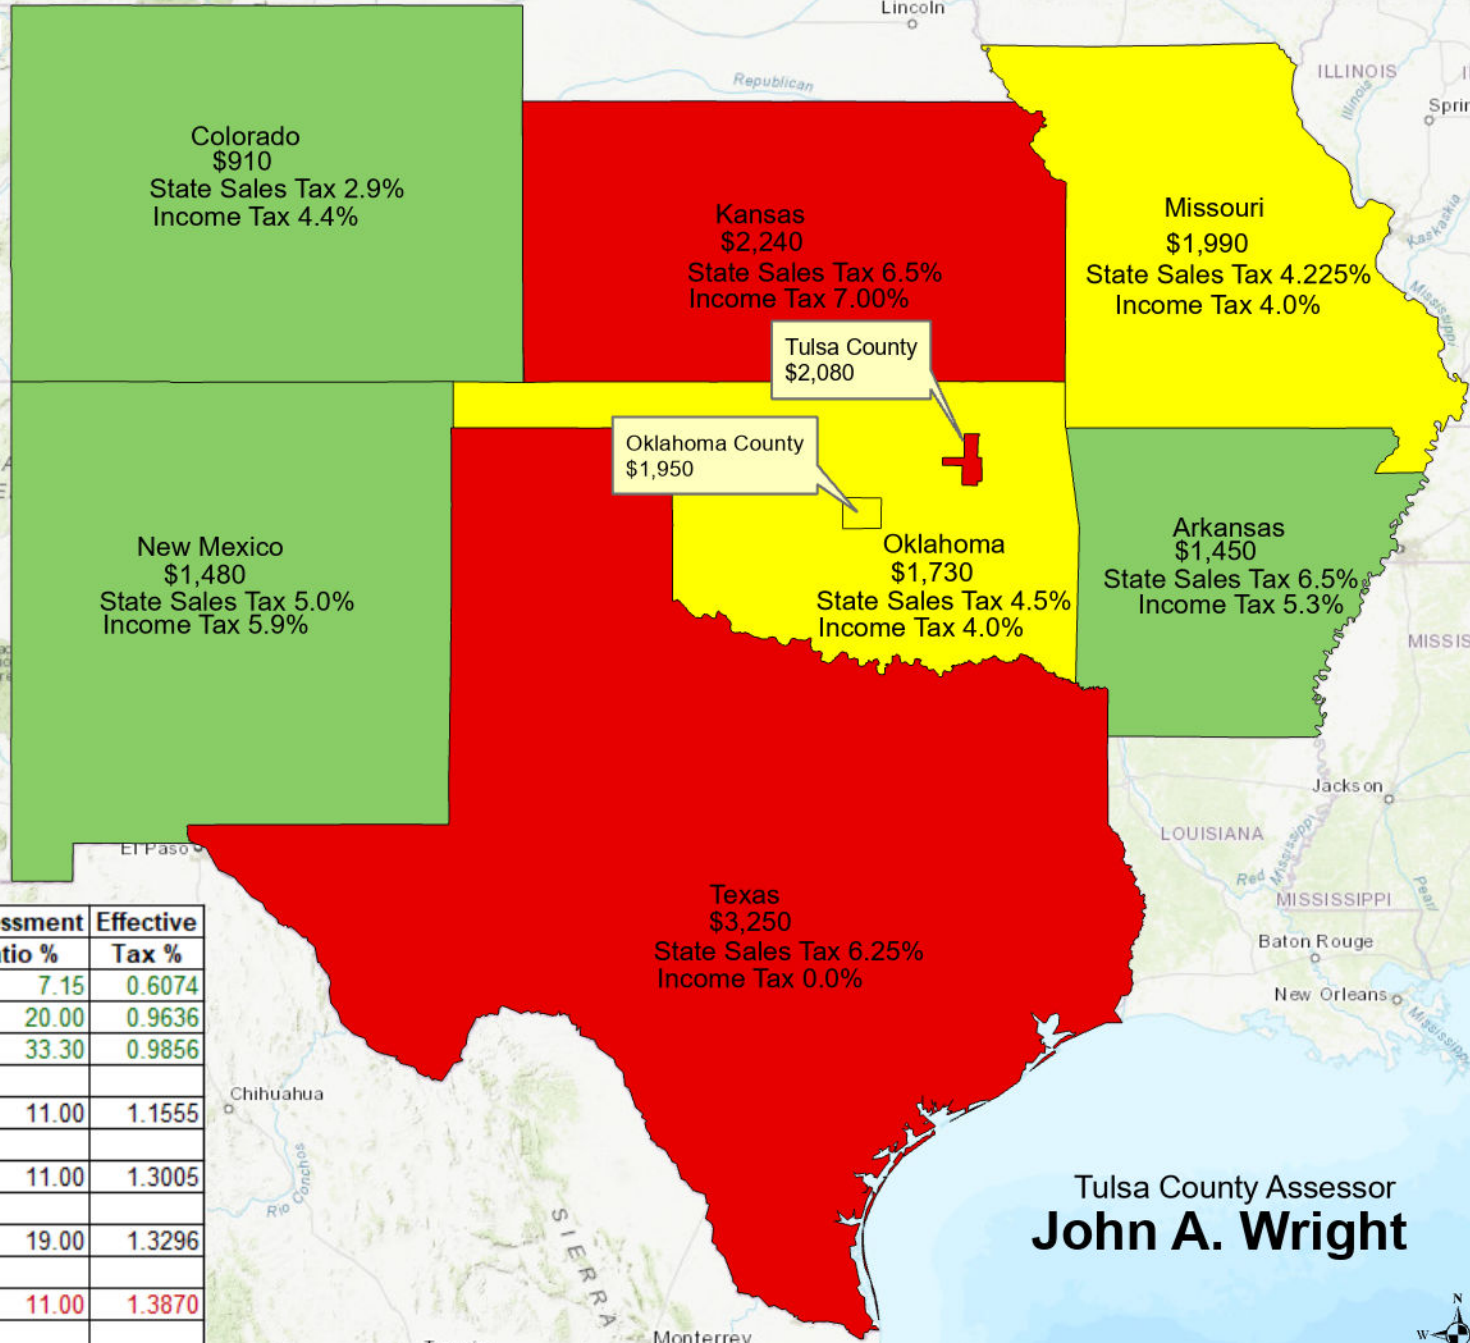 Lincoln
Republican
ILLINOIS
Illinois
Colorado
$910
State Sales Tax 2.9%
Income Tax 4.4%
Kansas
$2,240
State Sales Tax 6.5%
Income Tax 7.00%
Missouri
$1,990
State Sales Tax 4.225%
Income Tax 4.0%
Kaskaskia
Mississippi
Tulsa County
$2,080
Oklahoma County
$1,950
New Mexico
$1,480
State Sales Tax 5.0%
Income Tax 5.9%
Oklahoma
$1,730
State Sales Tax 4.5%
Income Tax 4.0%
Arkansas
$1,450
State Sales Tax 6.5%
Income Tax 5.3%
MISSIS
El Paso
Jackson
LOUISIANA
Mississippi
Red
MISSISSIPPI
Pearl
Baton Rouge
New Orleans
Mississippi
Texas
$3,250
State Sales Tax 6.25%
Income Tax 0.0%
ssment Effective
tio % Tax %
7.15 0.6074
20.00 0.9636
33.30 0.9856
11.00 1.1555
11.00 1.3005
19.00 1.3296
11.00 1.3870
Chihuahua
Rio Conchos
SIERRA
Monterrey
Tulsa County Assessor
John A. Wright
N
W